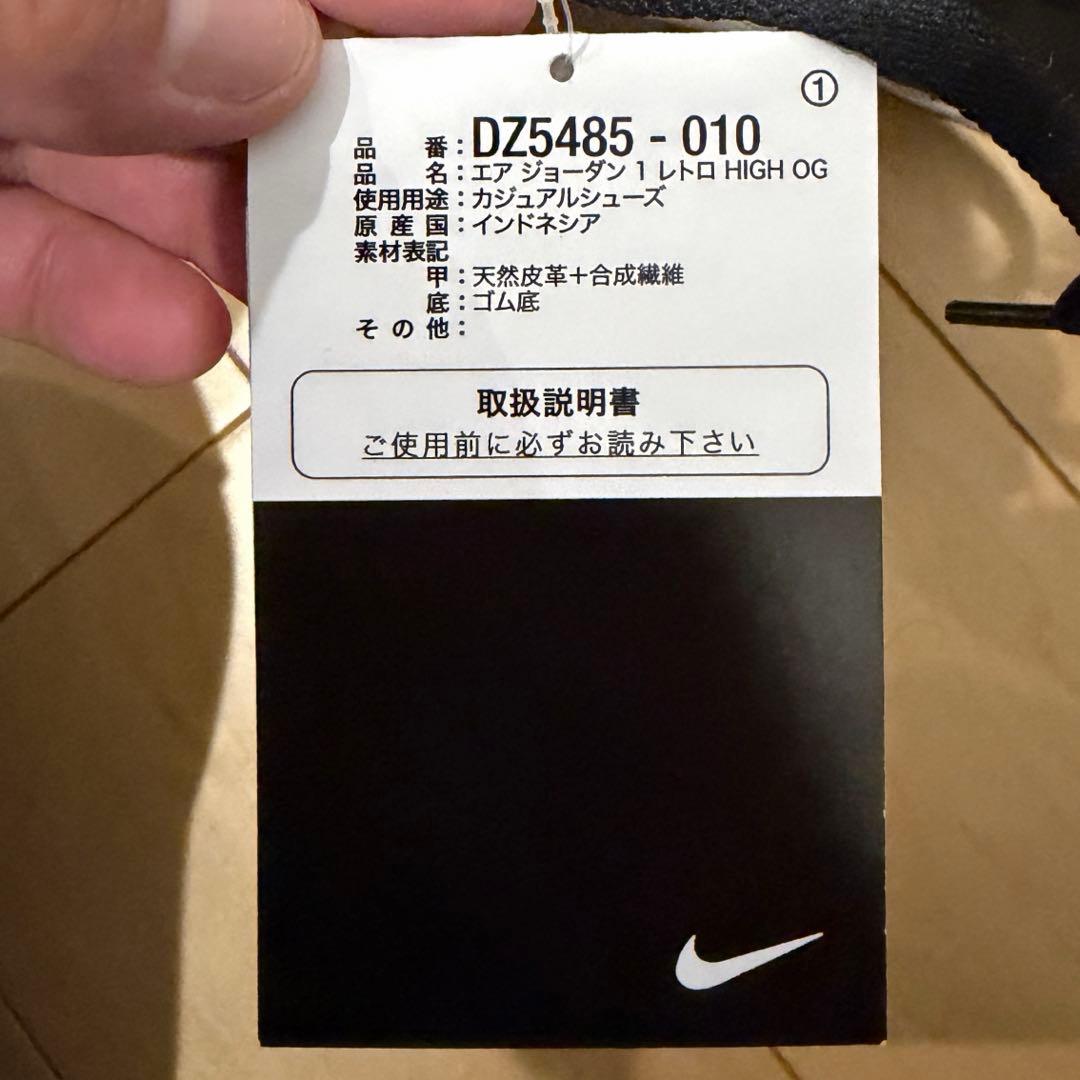 ①
品番：DZ5485 - 010
品名：エア ジョーダン 1 レトロ HIGH OG
使用用途：カジュアルシューズ
原産国：インドネシア
素材表記
甲：天然皮革＋合成繊維
底：ゴム底
その他：
取扱説明書
ご使用前に必ずお読み下さい